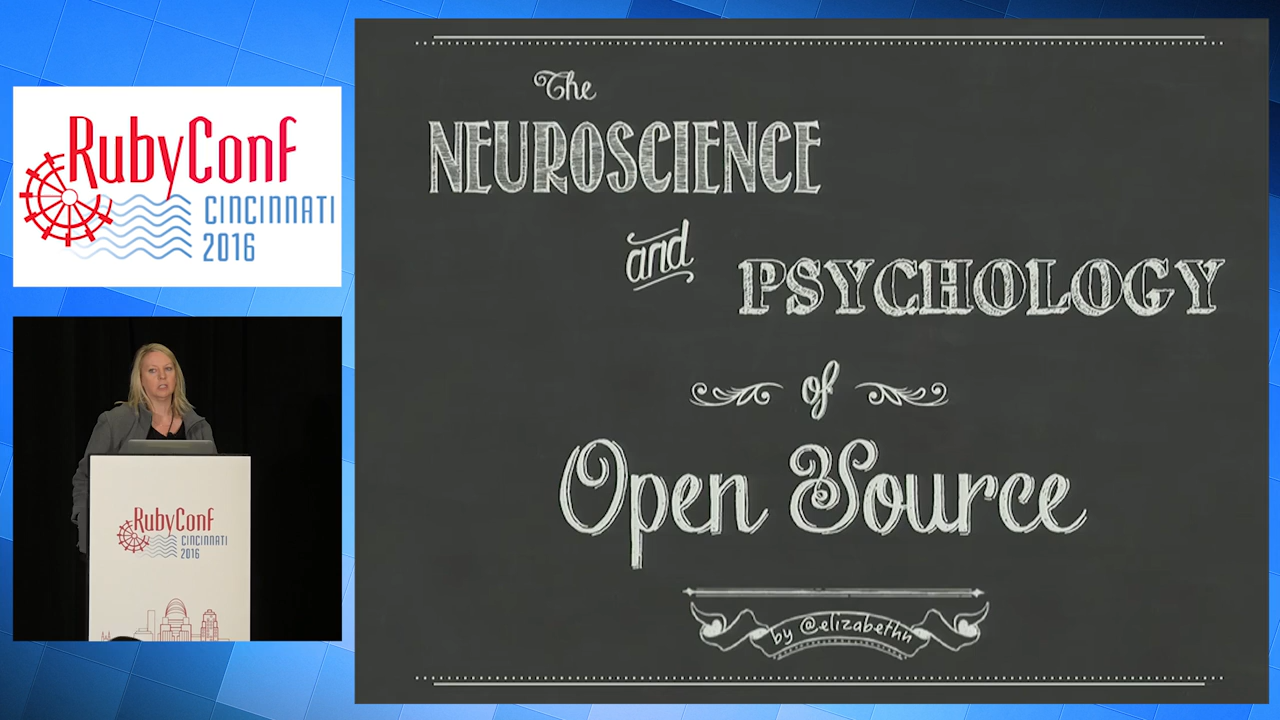 RubyConf
CINCINNATI
2016
RubyConf
CINCINNATI
2016
The
NEUROSCIENCE
and
PSYCHOLOGY
of
Open Source
by @elizabethn